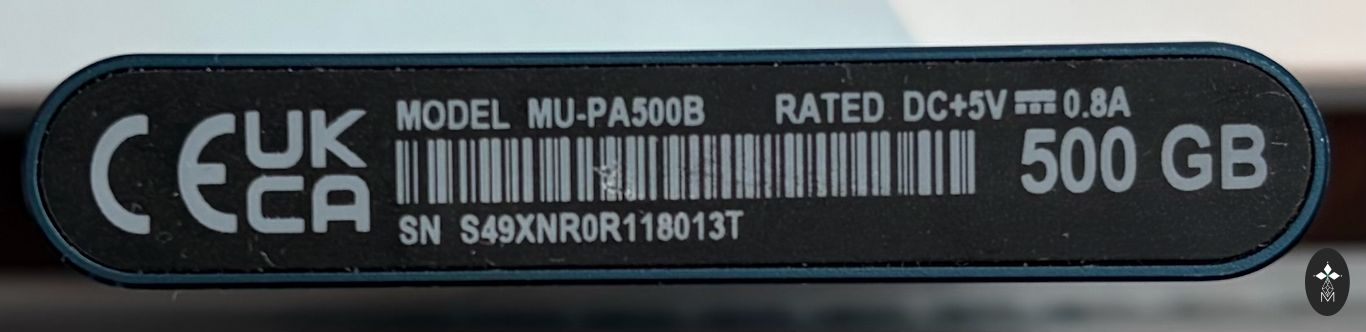 CE UK
CA
MODEL MU-PA500B RATED DC+5V ⎓ 0.8A
500 GB
SN S49XNR0R118013T
M